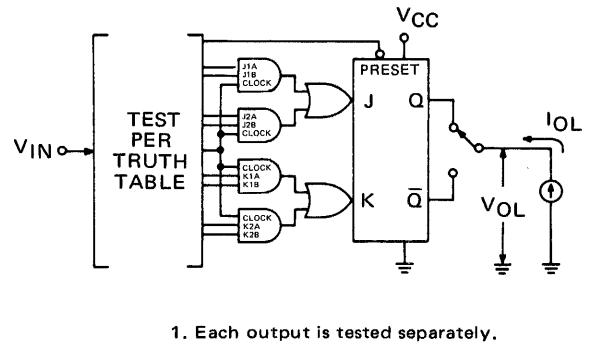 VCC
PRESET
J1A
J1B
CLOCK
J2A
J2B
CLOCK
CLOCK
K1A
K1B
CLOCK
K2A
K2B
VIN
TEST
PER
TRUTH
TABLE
J
Q
K
Q̅
IOL
VOL
1. Each output is tested separately.